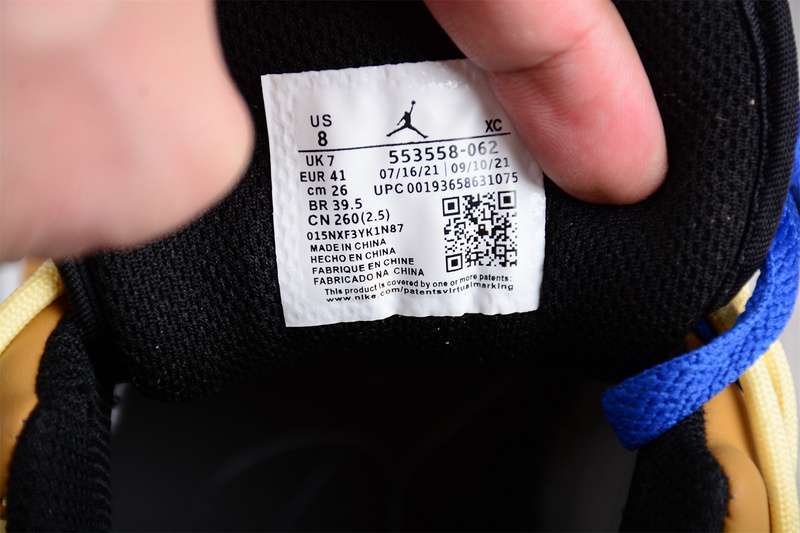 US
8
XC
UK 7
553558-062
EUR 41
07/16/21 | 09/10/21
cm 26
UPC 00193658631075
BR 39.5
CN 260(2.5)
015NXF3YK1N87
MADE IN CHINA
HECHO EN CHINA
FABRIQUE EN CHINE
FABRICADO NA CHINA
This product is covered by one or more patents:
www.nike.com/patentsvirtualmarking